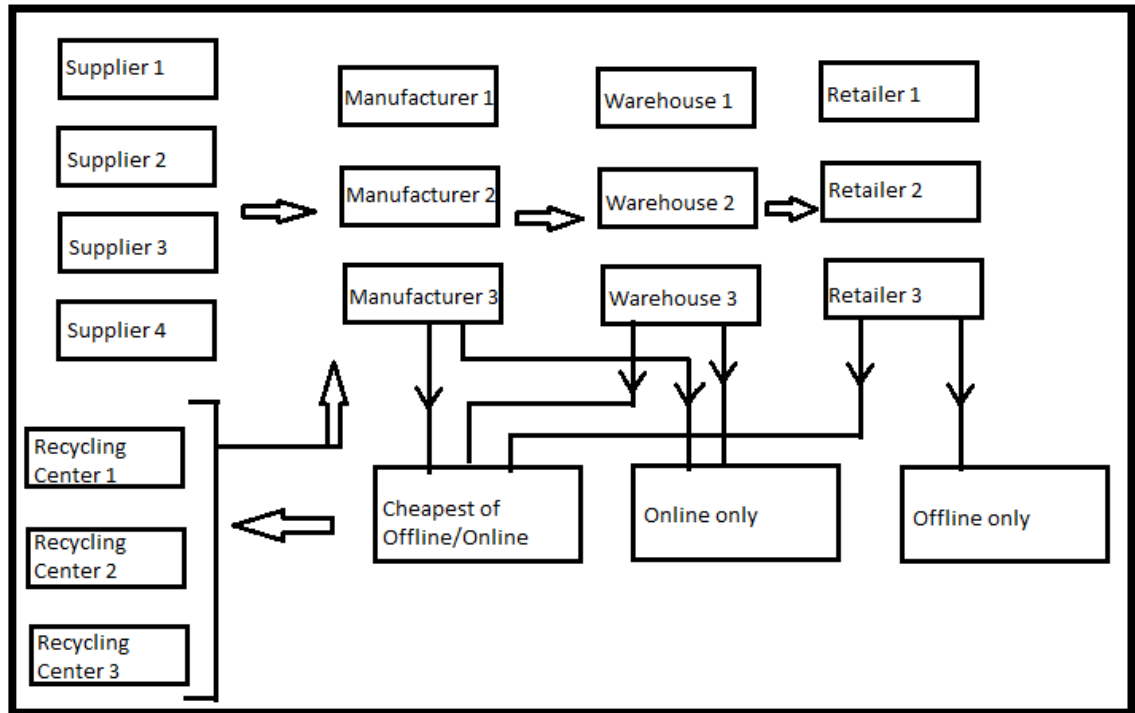 Supplier 1
Supplier 2
Supplier 3
Supplier 4
Manufacturer 1
Manufacturer 2
Manufacturer 3
Warehouse 1
Warehouse 2
Warehouse 3
Retailer 1
Retailer 2
Retailer 3
Recycling
Center 1
Recycling
Center 2
Recycling
Center 3
Cheapest of
Offline/Online
Online only
Offline only